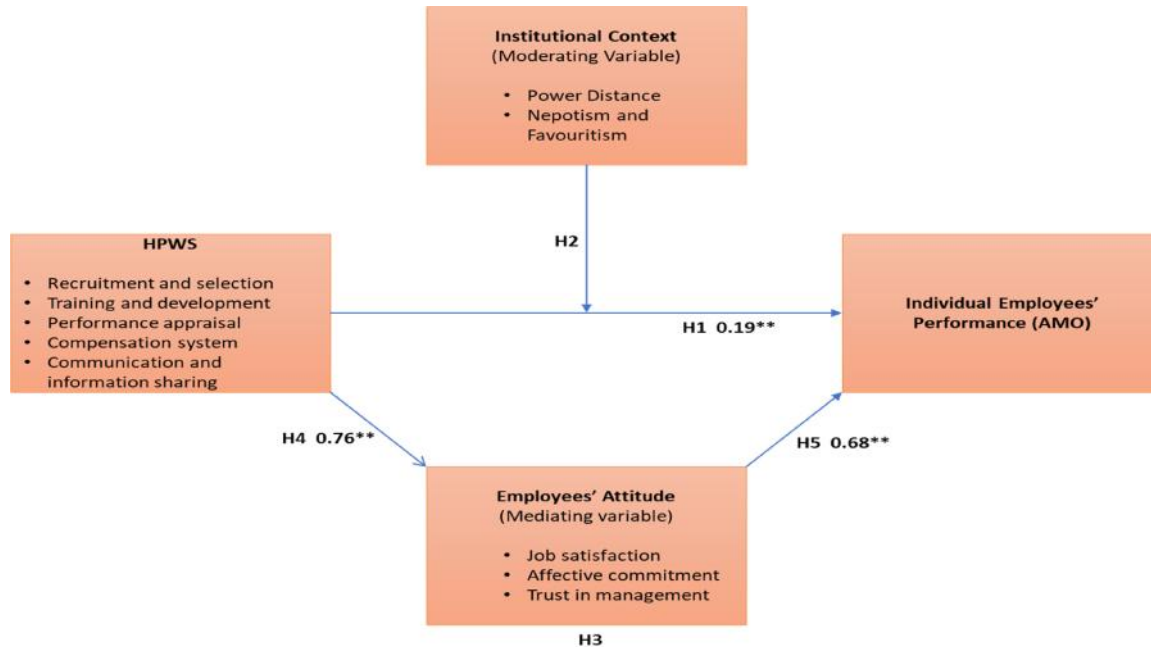 Institutional Context
(Moderating Variable)
• Power Distance
• Nepotism and
Favouritism
H2
HPWS
• Recruitment and selection
• Training and development
• Performance appraisal
• Compensation system
• Communication and
information sharing
H1 0.19**
Individual Employees'
Performance (AMO)
H4 0.76**
H5 0.68**
Employees' Attitude
(Mediating variable)
• Job satisfaction
• Affective commitment
• Trust in management
H3